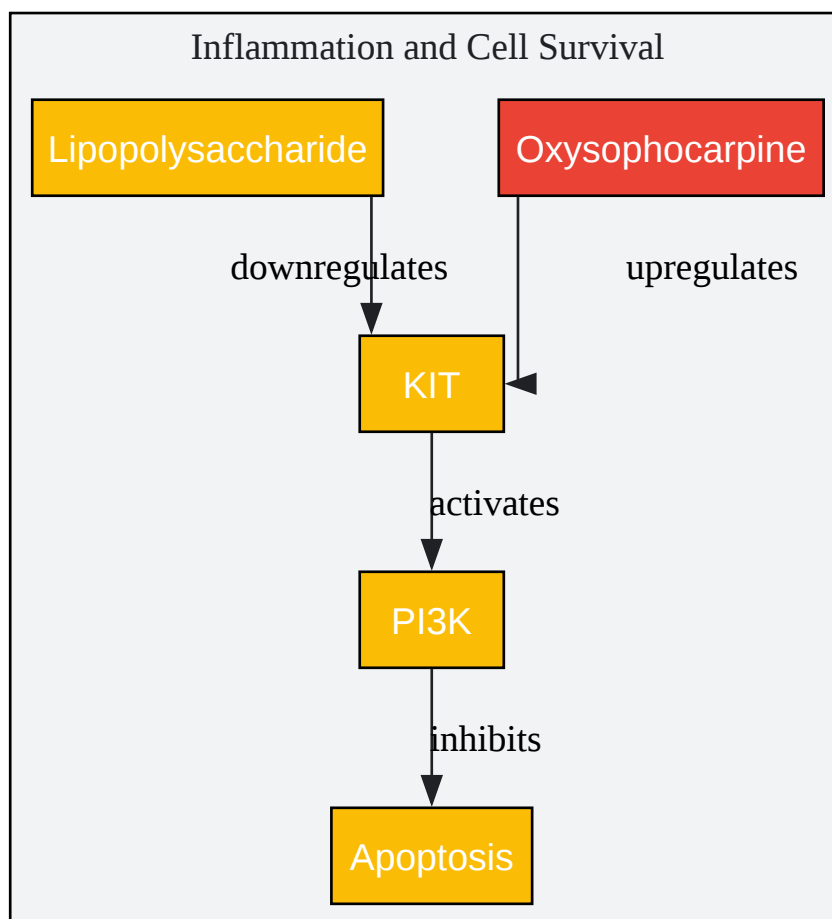 Inflammation and Cell Survival
Lipopolysaccharide
Oxysophocarpine
downregulates
upregulates
KIT
activates
PI3K
inhibits
Apoptosis